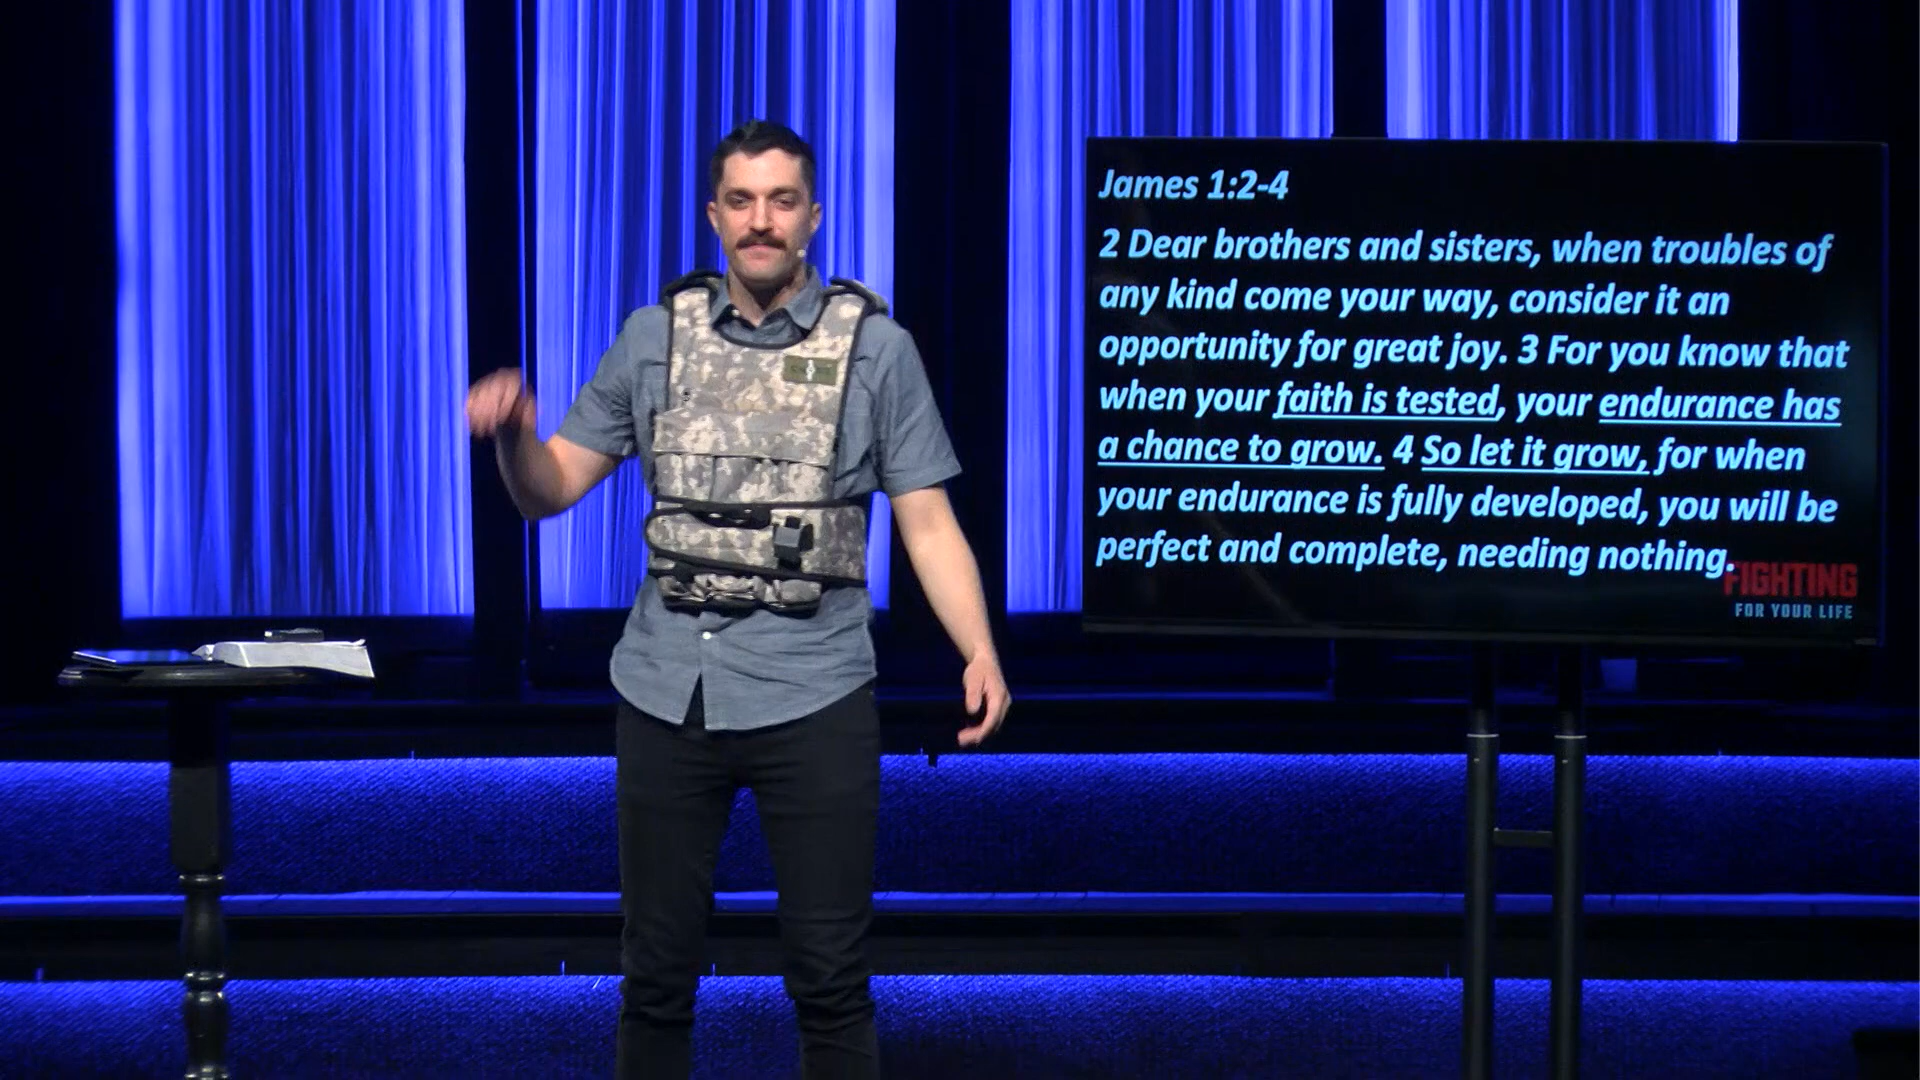 James 1:2-4
2 Dear brothers and sisters, when troubles of
any kind come your way, consider it an
opportunity for great joy. 3 For you know that
when your faith is tested, your endurance has
a chance to grow. 4 So let it grow, for when
your endurance is fully developed, you will be
perfect and complete, needing nothing.
FIGHTING
FOR YOUR LIFE